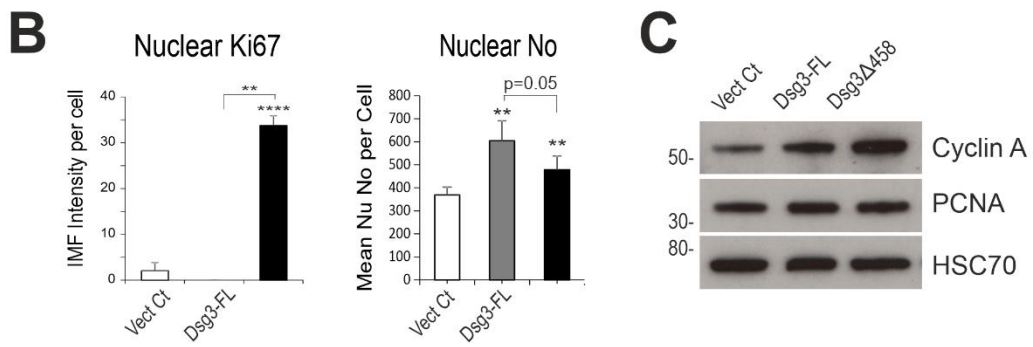 B
Nuclear Ki67
IMF Intensity per cell
40
30
20
10
0
**
****
Vect Ct
Dsg3-FL
Nuclear No
Mean Nu No per Cell
800
700
600
500
400
300
200
100
0
p=0.05
**
**
Vect Ct
Dsg3-FL
C
Vect Ct
Dsg3-FL
Dsg3Δ458
50-
Cyclin A
30-
PCNA
80-
HSC70